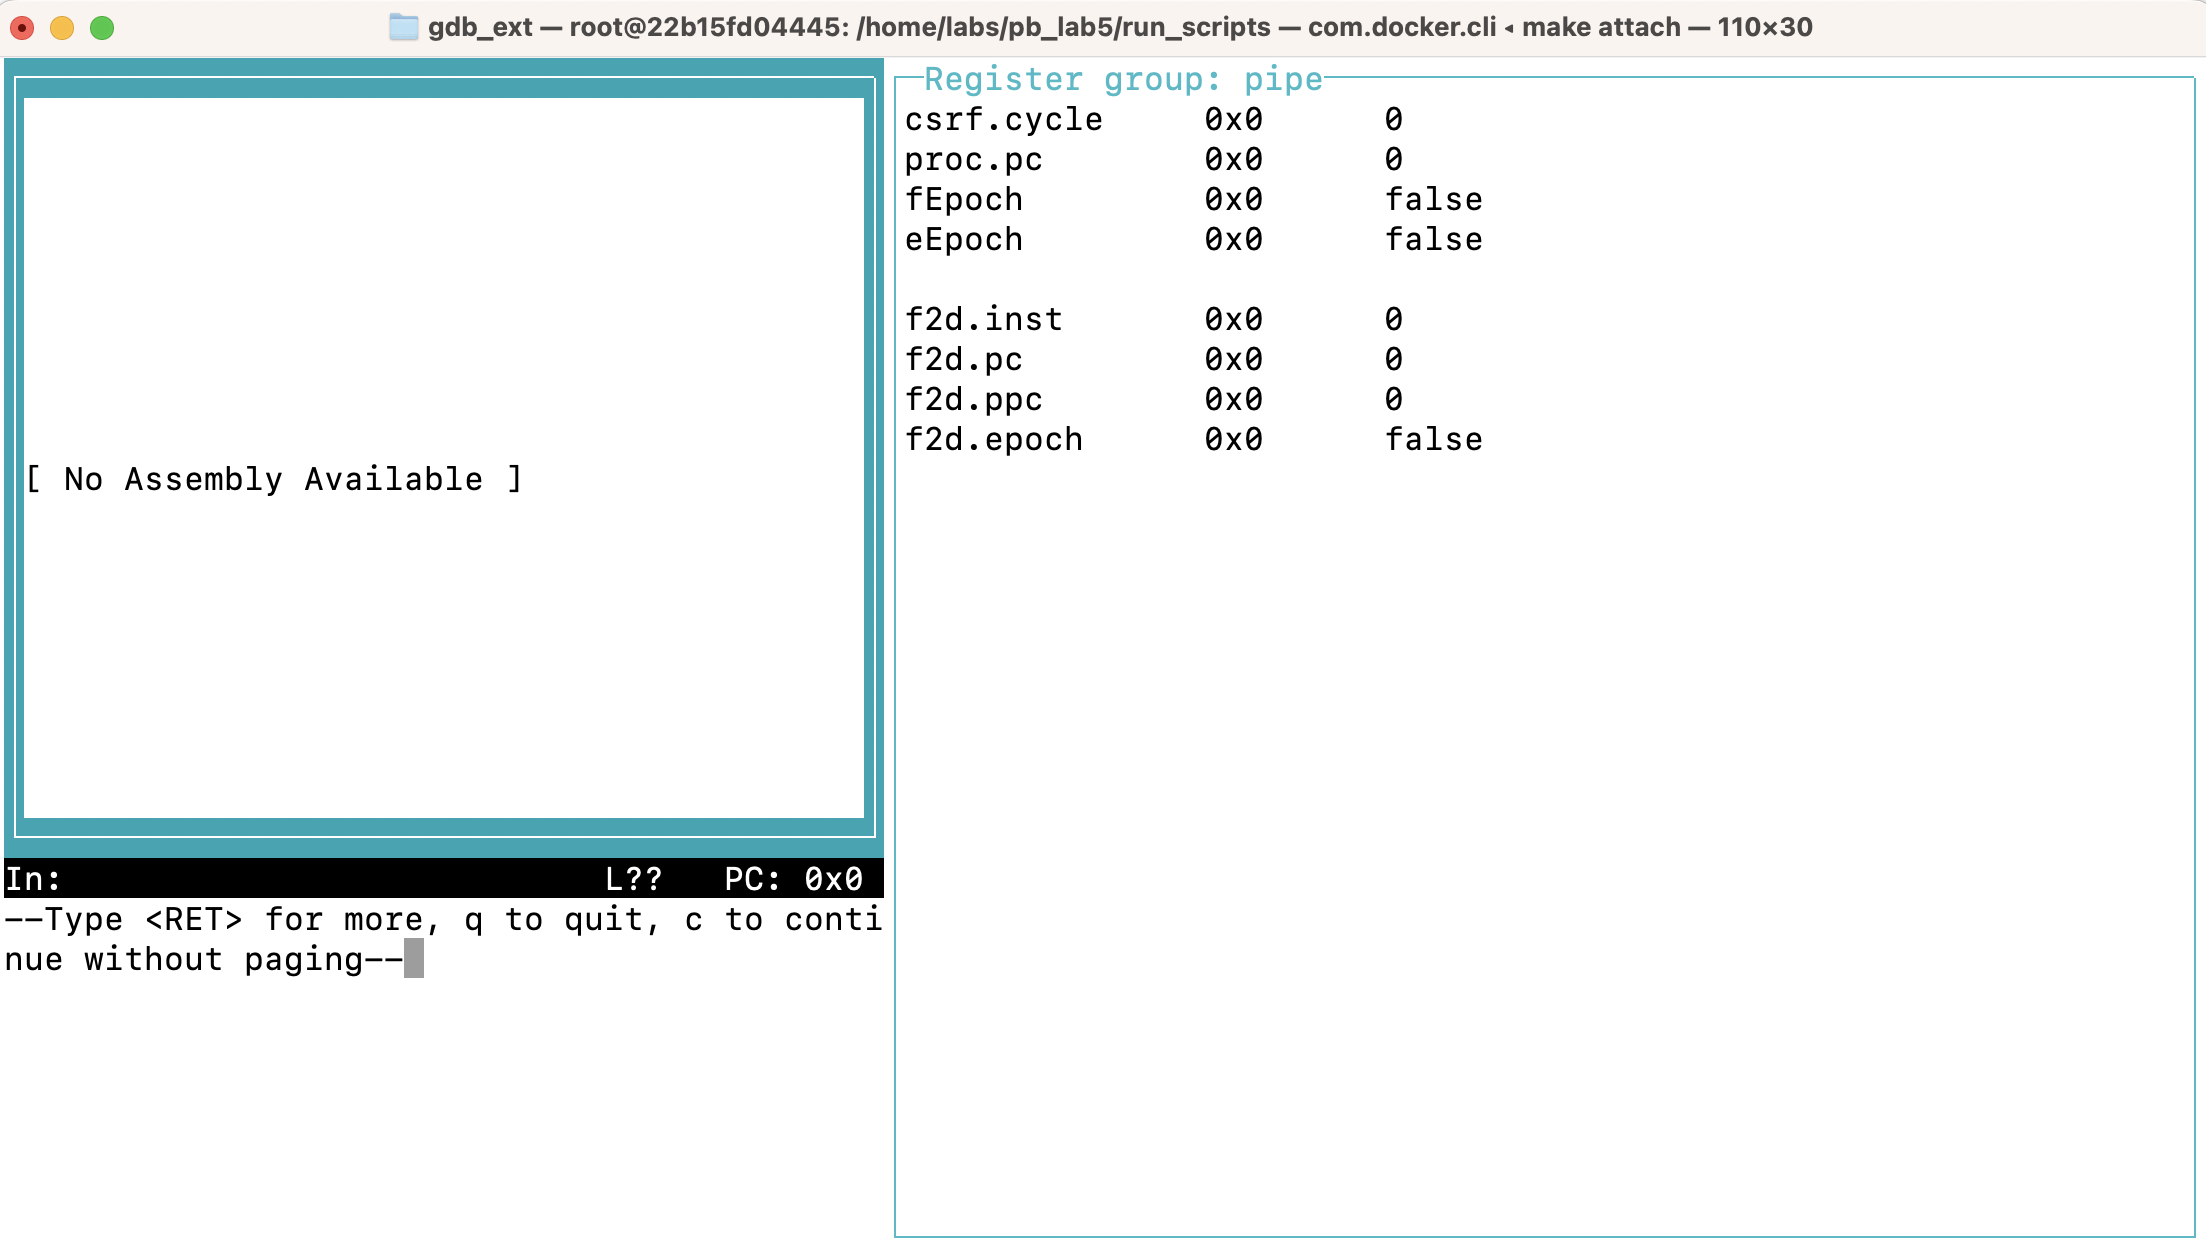 gdb_ext — root@22b15fd04445: /home/labs/pb_lab5/run_scripts — com.docker.cli ◂ make attach — 110×30
[ No Assembly Available ]
In:                           L??   PC: 0x0
--Type <RET> for more, q to quit, c to conti
nue without paging--
Register group: pipe
csrf.cycle     0x0      0
proc.pc        0x0      0
fEpoch         0x0      false
eEpoch         0x0      false
f2d.inst       0x0      0
f2d.pc         0x0      0
f2d.ppc        0x0      0
f2d.epoch      0x0      false